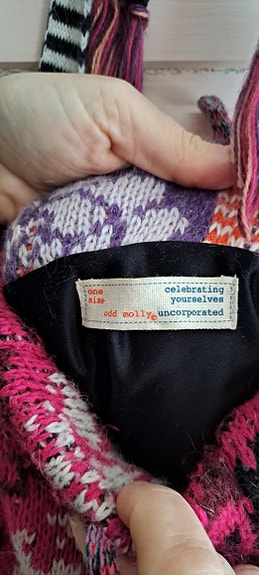 one celebrating
size yourselves
odd molly© uncorporated